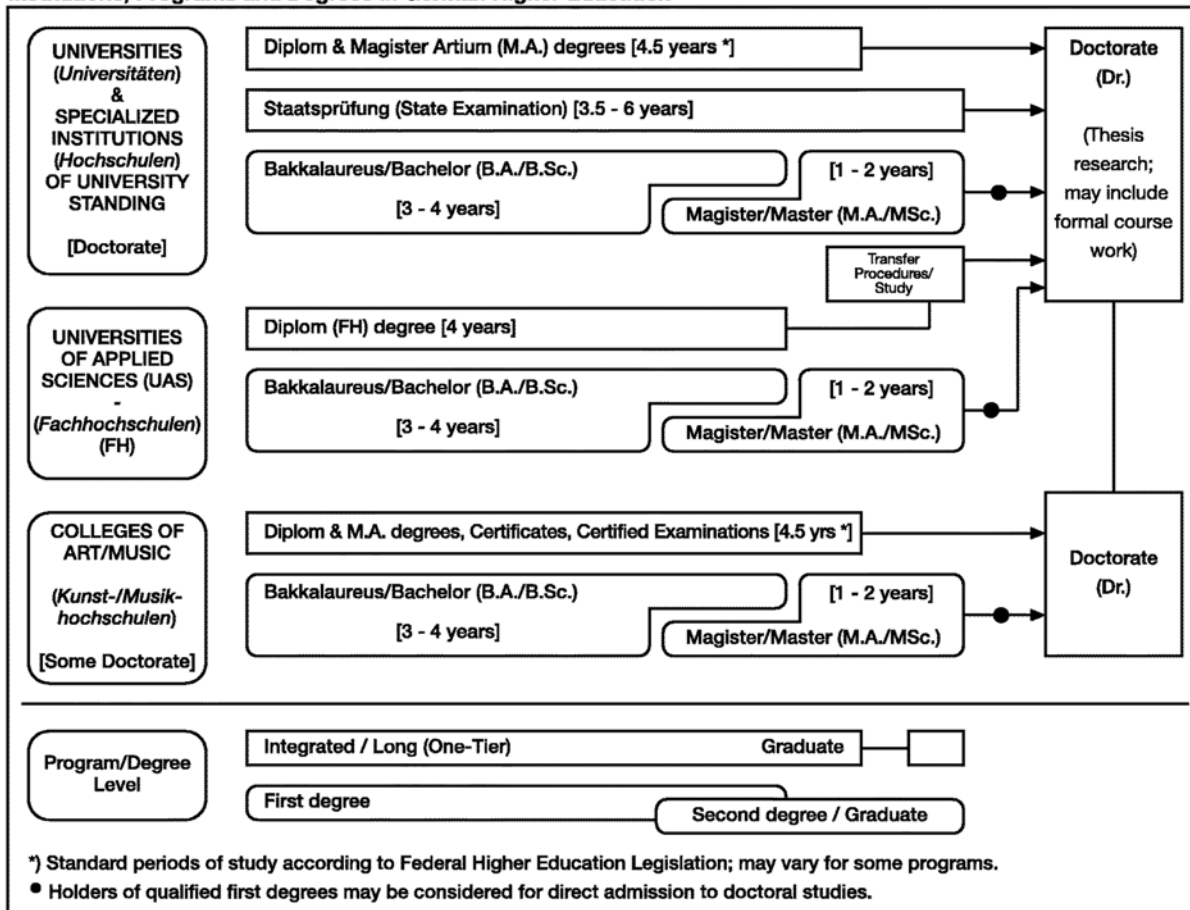 UNIVERSITIES
(Universitäten)
&
SPECIALIZED
INSTITUTIONS
(Hochschulen)
OF UNIVERSITY
STANDING
[Doctorate]
Diplom & Magister Artium (M.A.) degrees [4.5 years *]
Staatsprüfung (State Examination) [3.5 - 6 years]
Bakkalaureus/Bachelor (B.A./B.Sc.)
[3 - 4 years]
[1 - 2 years]
Magister/Master (M.A./MSc.)
Doctorate
(Dr.)
(Thesis
research;
may include
formal course
work)
Transfer
Procedures/
Study
UNIVERSITIES
OF APPLIED
SCIENCES (UAS)
-
(Fachhochschulen)
(FH)
Diplom (FH) degree [4 years]
Bakkalaureus/Bachelor (B.A./B.Sc.)
[3 - 4 years]
[1 - 2 years]
Magister/Master (M.A./MSc.)
COLLEGES OF
ART/MUSIC
(Kunst-/Musik-
hochschulen)
[Some Doctorate]
Diplom & M.A. degrees, Certificates, Certified Examinations [4.5 yrs *]
Bakkalaureus/Bachelor (B.A./B.Sc.)
[3 - 4 years]
[1 - 2 years]
Magister/Master (M.A./MSc.)
Doctorate
(Dr.)
Program/Degree
Level
Integrated / Long (One-Tier) Graduate
First degree
Second degree / Graduate
*) Standard periods of study according to Federal Higher Education Legislation; may vary for some programs.
● Holders of qualified first degrees may be considered for direct admission to doctoral studies.